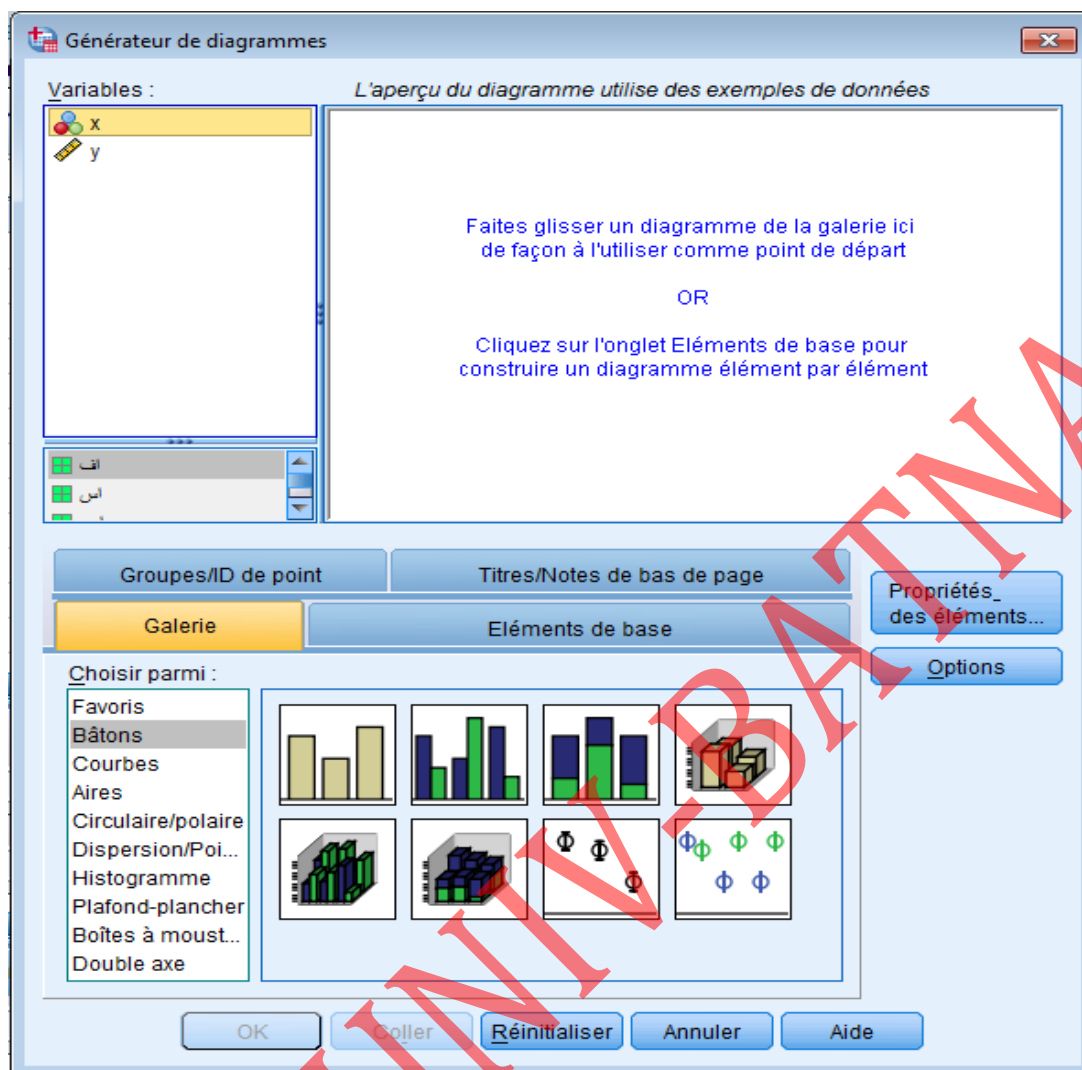 Générateur de diagrammes
Variables :
L'aperçu du diagramme utilise des exemples de données
x
y
Faites glisser un diagramme de la galerie ici
de façon à l'utiliser comme point de départ
OR
Cliquez sur l'onglet Eléments de base pour
construire un diagramme élément par élément
اف
اس
Groupes/ID de point
Titres/Notes de bas de page
Galerie
Eléments de base
Propriétés_
des éléments...
Options
Choisir parmi :
Favoris
Bâtons
Courbes
Aires
Circulaire/polaire
Dispersion/Poi...
Histogramme
Plafond-plancher
Boîtes à moust...
Double axe
OK
Coller
Réinitialiser
Annuler
Aide
UNIV-BATNA